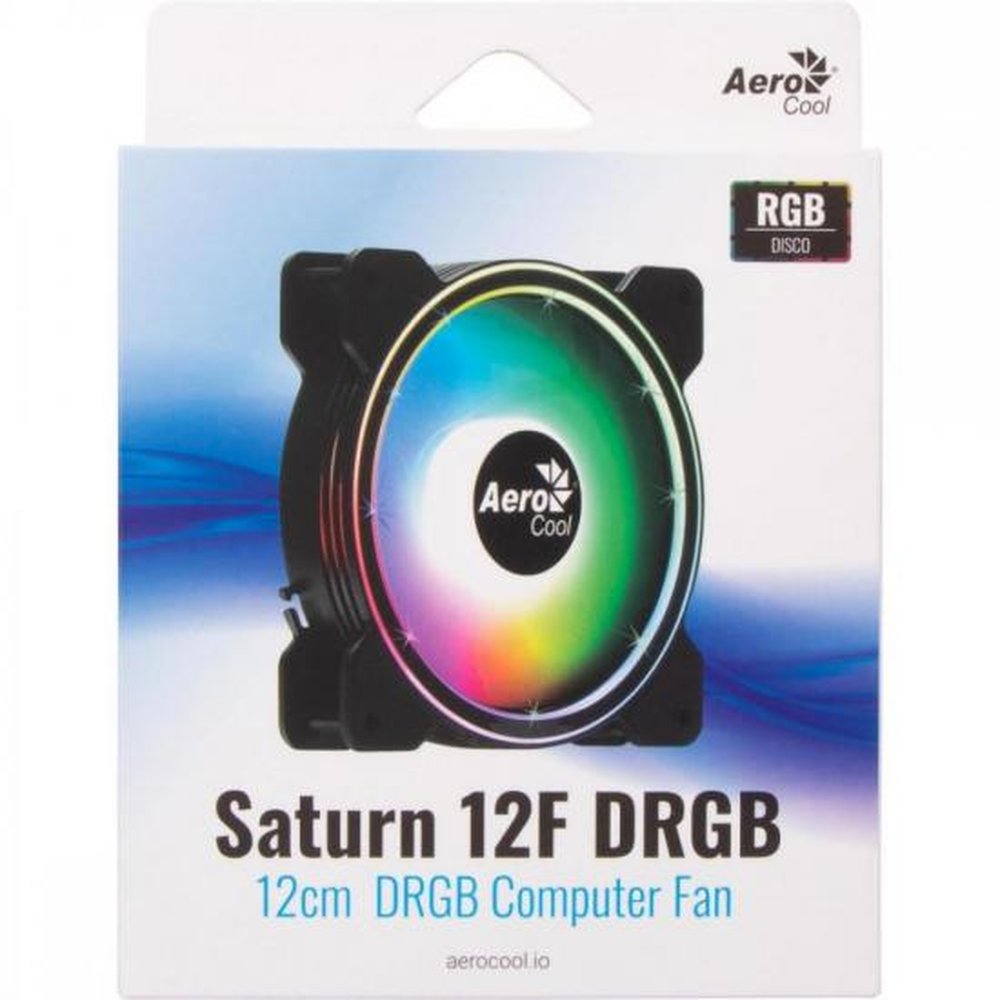 Aero
Cool
RGB
DISCO
Aero
Cool
Saturn 12F DRGB
12cm DRGB Computer Fan
aerocool.io